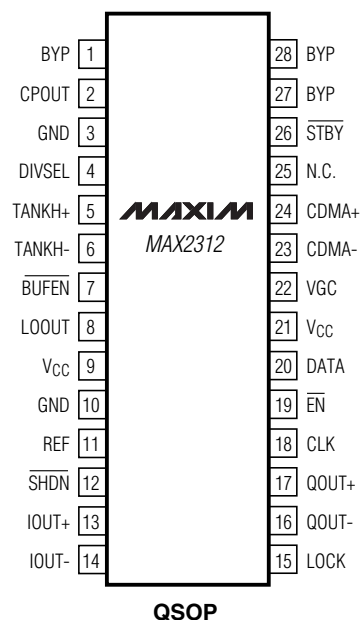 BYP 1 28 BYP
CPOUT 2 27 BYP
GND 3 26 STBY
DIVSEL 4 25 N.C.
TANKH+ 5 MAXIM 24 CDMA+
TANKH- 6 MAX2312 23 CDMA-
BUFEN 7 22 VGC
LOOUT 8 21 VCC
VCC 9 20 DATA
GND 10 19 EN
REF 11 18 CLK
SHDN 12 17 QOUT+
IOUT+ 13 16 QOUT-
IOUT- 14 15 LOCK
QSOP